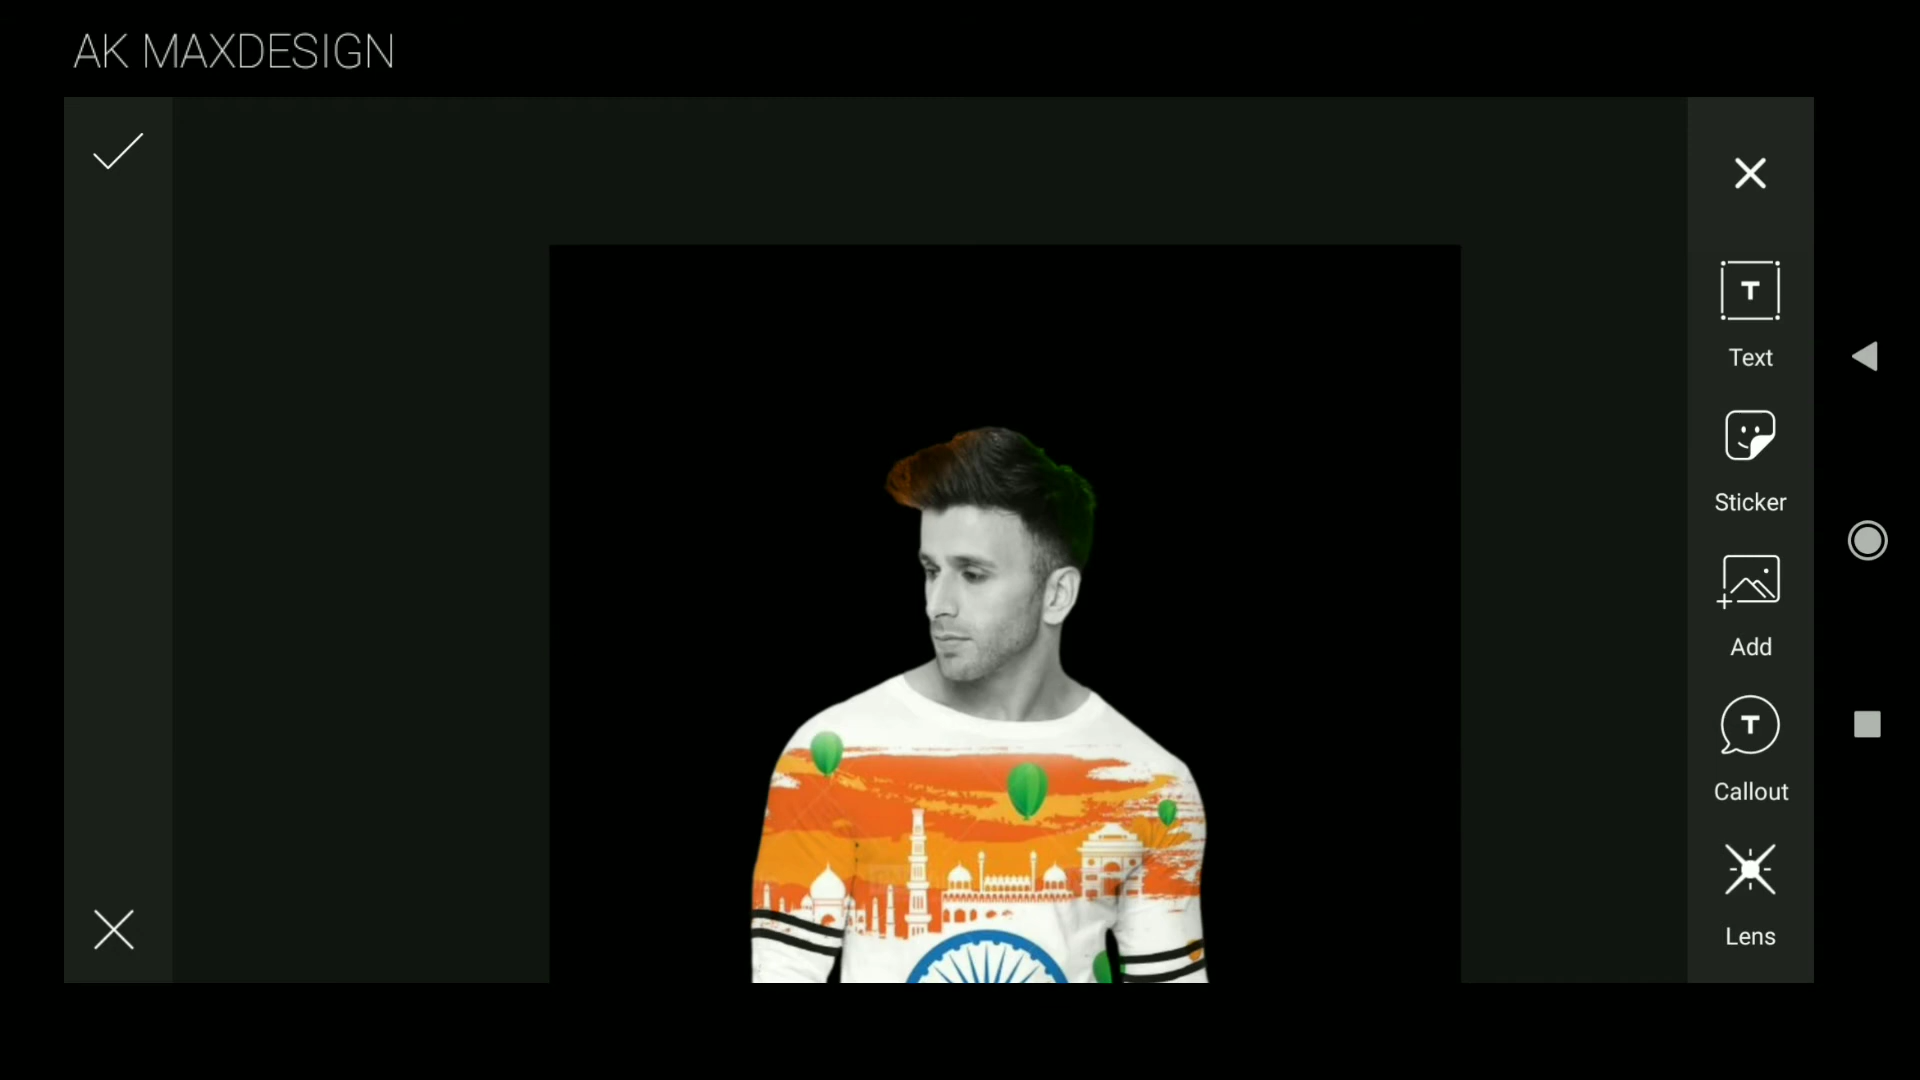 AK MAXDESIGN
T
Text
Sticker
Add
T
Callout
Lens